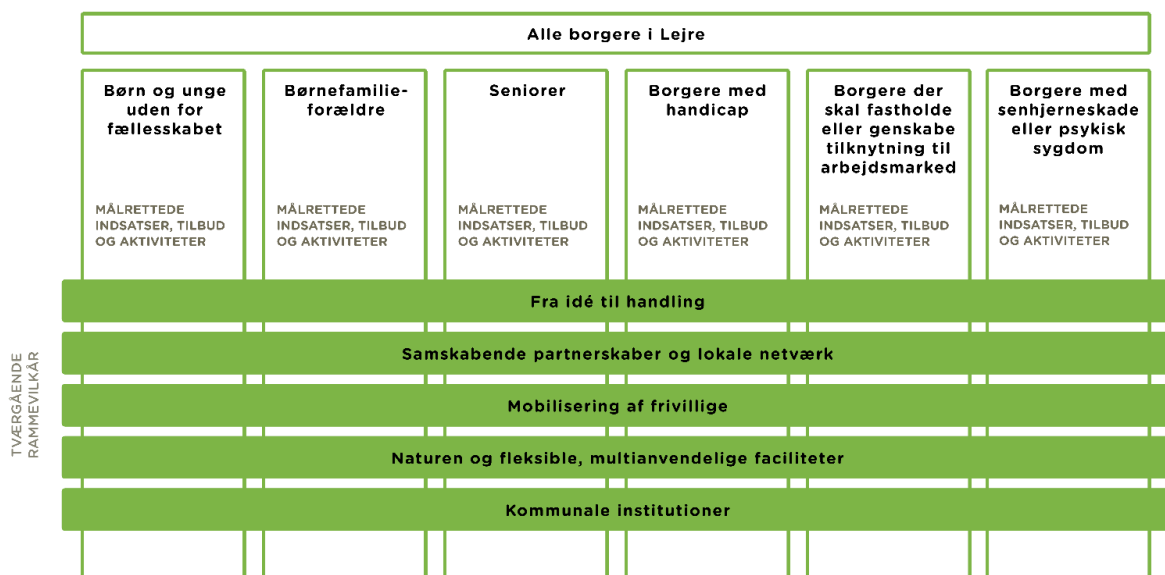 Alle borgere i Lejre
Børn og unge
uden for
fællesskabet
MÅLRETTEDE
INDSATSER, TILBUD
OG AKTIVITETER
Børnefamilie-
forældre
MÅLRETTEDE
INDSATSER, TILBUD
OG AKTIVITETER
Seniorer
MÅLRETTEDE
INDSATSER, TILBUD
OG AKTIVITETER
Borgere med
handicap
MÅLRETTEDE
INDSATSER, TILBUD
OG AKTIVITETER
Borgere der
skal fastholde
eller genskabe
tilknytning til
arbejdsmarked
MÅLRETTEDE
INDSATSER, TILBUD
OG AKTIVITETER
Borgere med
senhjerneskade
eller psykisk
sygdom
MÅLRETTEDE
INDSATSER, TILBUD
OG AKTIVITETER
TVÆRGÅENDE
RAMMEVILKÅR
Fra idé til handling
Samskabende partnerskaber og lokale netværk
Mobilisering af frivillige
Naturen og fleksible, multianvendelige faciliteter
Kommunale institutioner